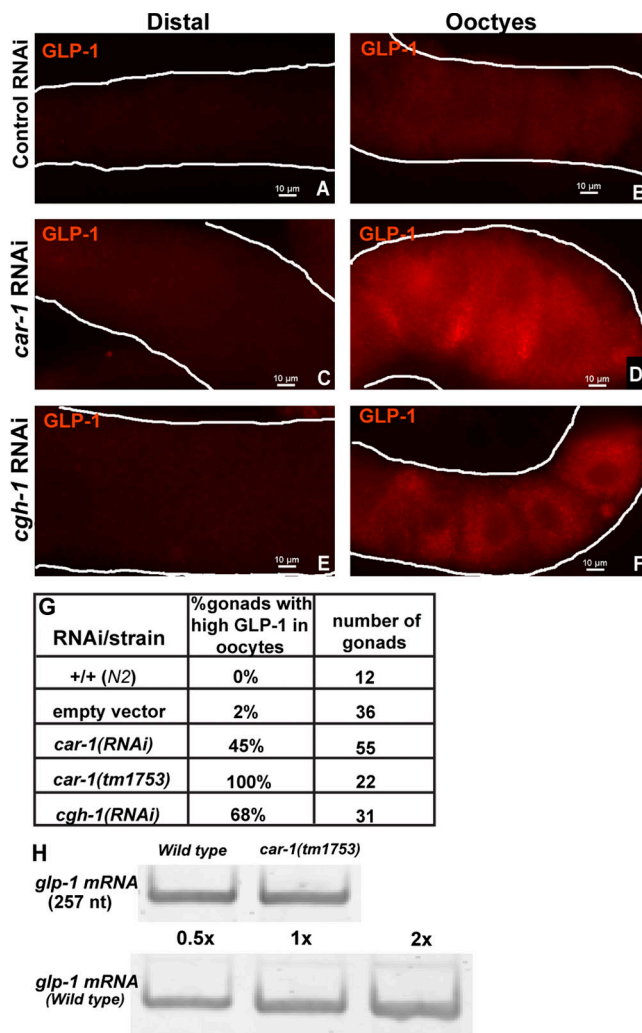 Distal
Ooctyes
Control RNAi
GLP-1
10 µm
A
GLP-1
10 µm
B
car-1 RNAi
GLP-1
10 µm
C
GLP-1
10 µm
D
cgh-1 RNAi
GLP-1
10 µm
E
GLP-1
10 µm
F
G
RNAi/strain
%gonads with
high GLP-1 in
oocytes
number of
gonads
+/+ (N2)
0%
12
empty vector
2%
36
car-1(RNAi)
45%
55
car-1(tm1753)
100%
22
cgh-1(RNAi)
68%
31
H
Wild type
car-1(tm1753)
glp-1 mRNA
(257 nt)
0.5x
1x
2x
glp-1 mRNA
(Wild type)